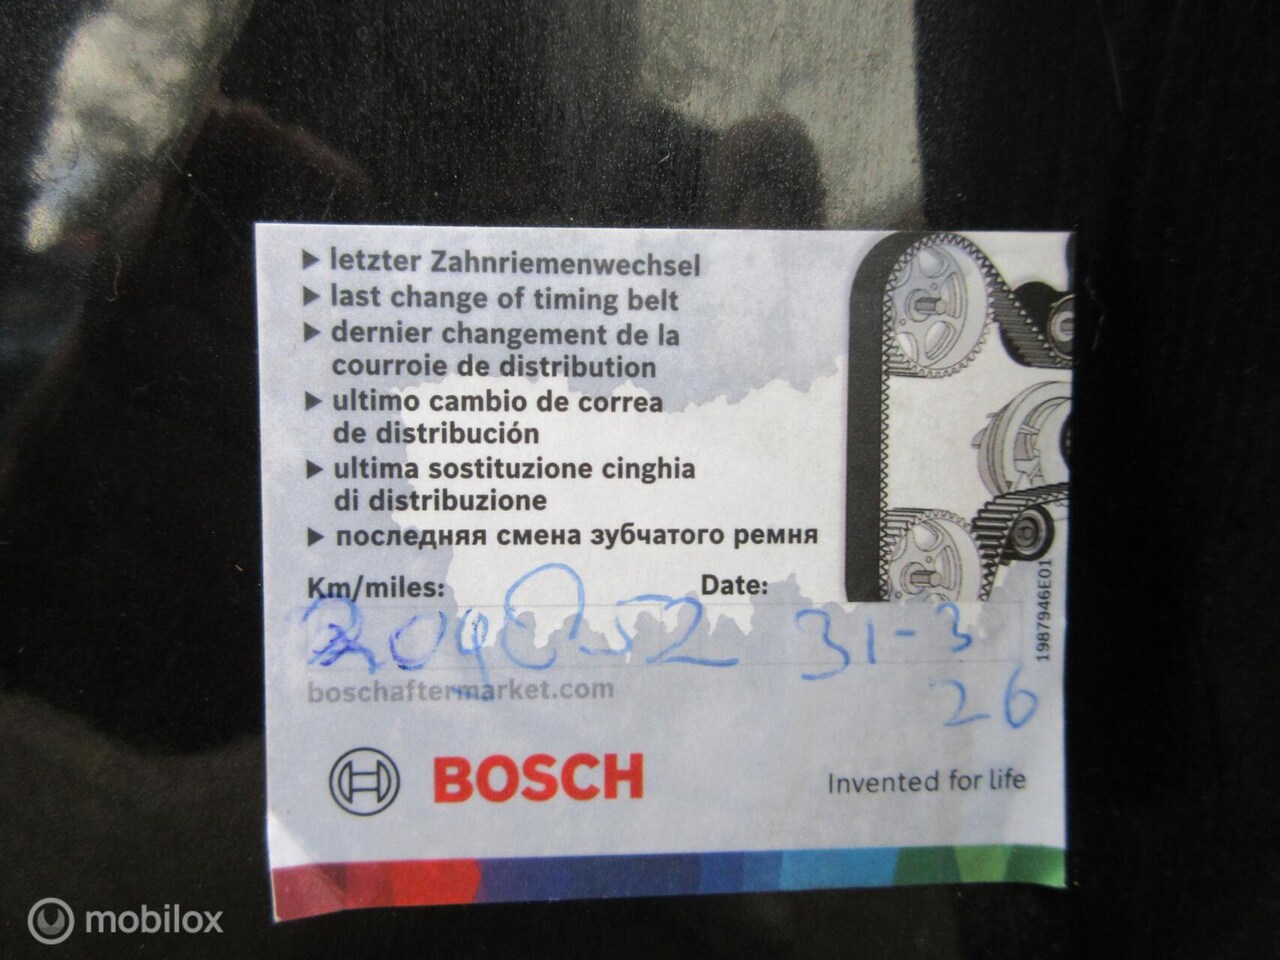 ▶ letzter Zahnriemenwechsel
▶ last change of timing belt
▶ dernier changement de la
courroie de distribution
▶ ultimo cambio de correa
de distribución
▶ ultima sostituzione cinghia
di distribuzione
▶ последняя смена зубчатого ремня
Km/miles: Date:
31-3
26
1987946E01
boschaftermarket.com
BOSCH
Invented for life
mobilox